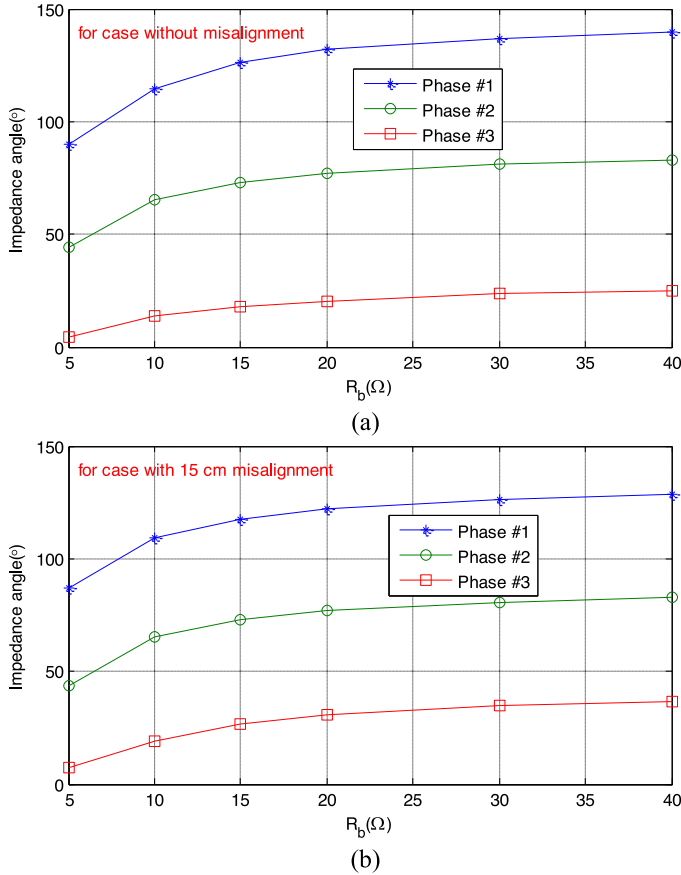 150
for case without misalignment
Phase #1
Phase #2
Phase #3
100
50
0
Impedance angle(°)
5 10 15 20 25 30 35 40
R_b(Ω)
(a)
150
for case with 15 cm misalignment
Phase #1
Phase #2
Phase #3
100
50
0
Impedance angle(°)
5 10 15 20 25 30 35 40
R_b(Ω)
(b)